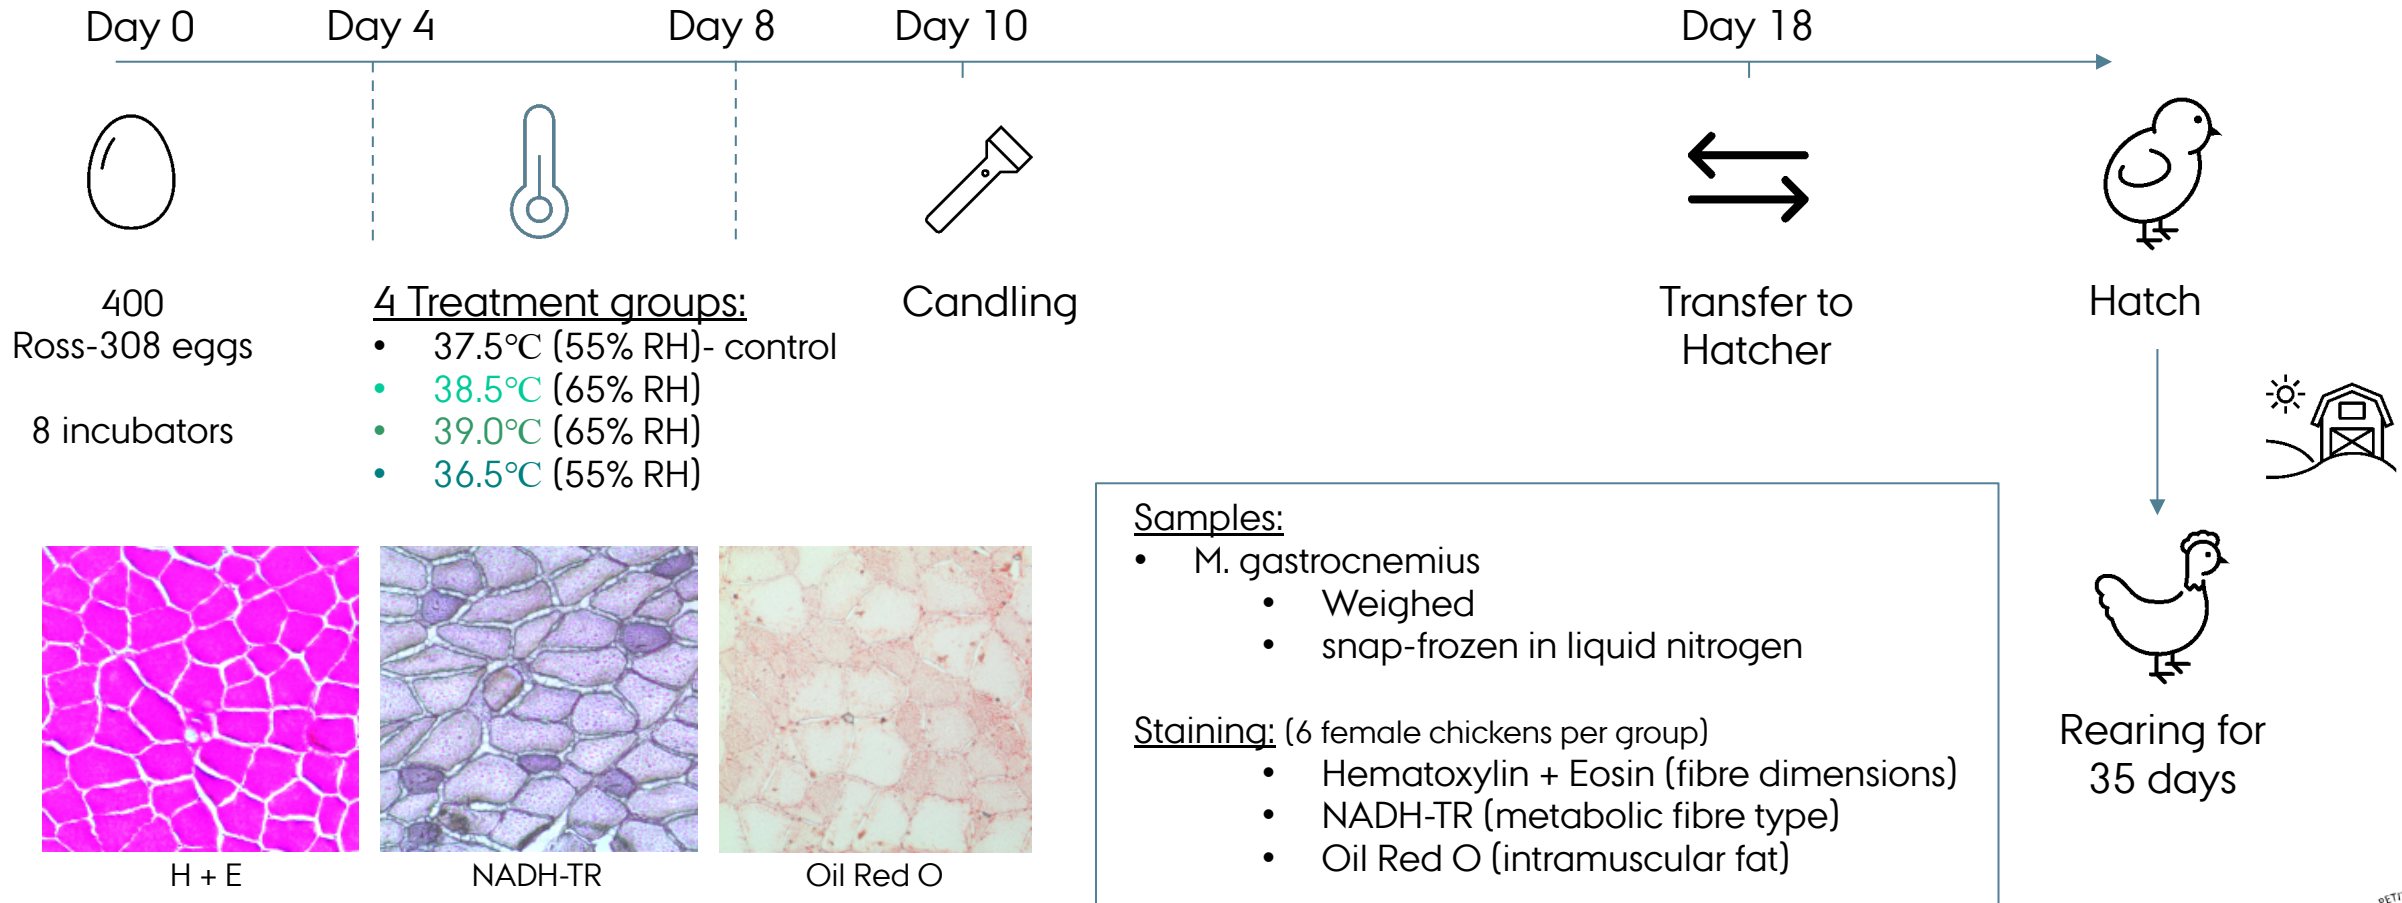 Day 0
Day 4
Day 8
Day 10
Day 18
400
Ross-308 eggs
8 incubators
4 Treatment groups:
• 37.5°C (55% RH)- control
• 38.5°C (65% RH)
• 39.0°C (65% RH)
• 36.5°C (55% RH)
Candling
Transfer to
Hatcher
Hatch
Rearing for
35 days
H + E
NADH-TR
Oil Red O
Samples:
• M. gastrocnemius
• Weighed
• snap-frozen in liquid nitrogen
Staining: (6 female chickens per group)
• Hematoxylin + Eosin (fibre dimensions)
• NADH-TR (metabolic fibre type)
• Oil Red O (intramuscular fat)